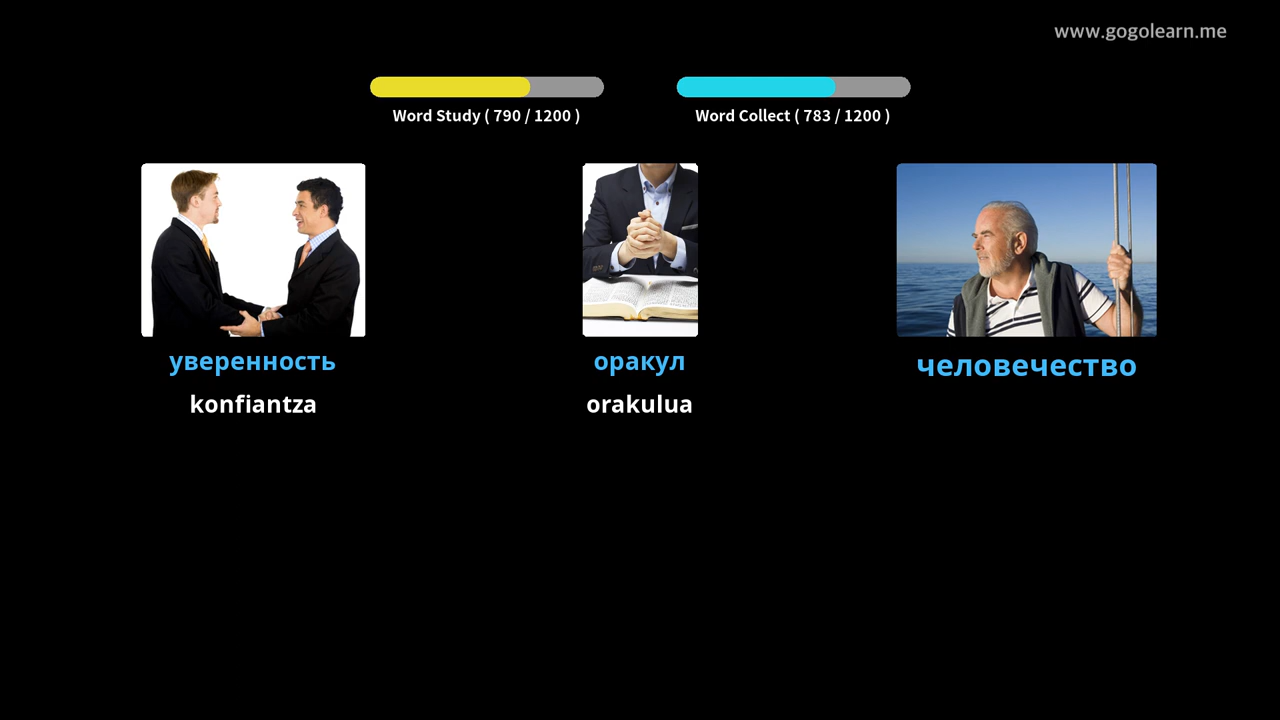 www.gogolearn.me
Word Study ( 790 / 1200 )
Word Collect ( 783 / 1200 )
уверенность
konfiantza
оракул
orakulua
человечество